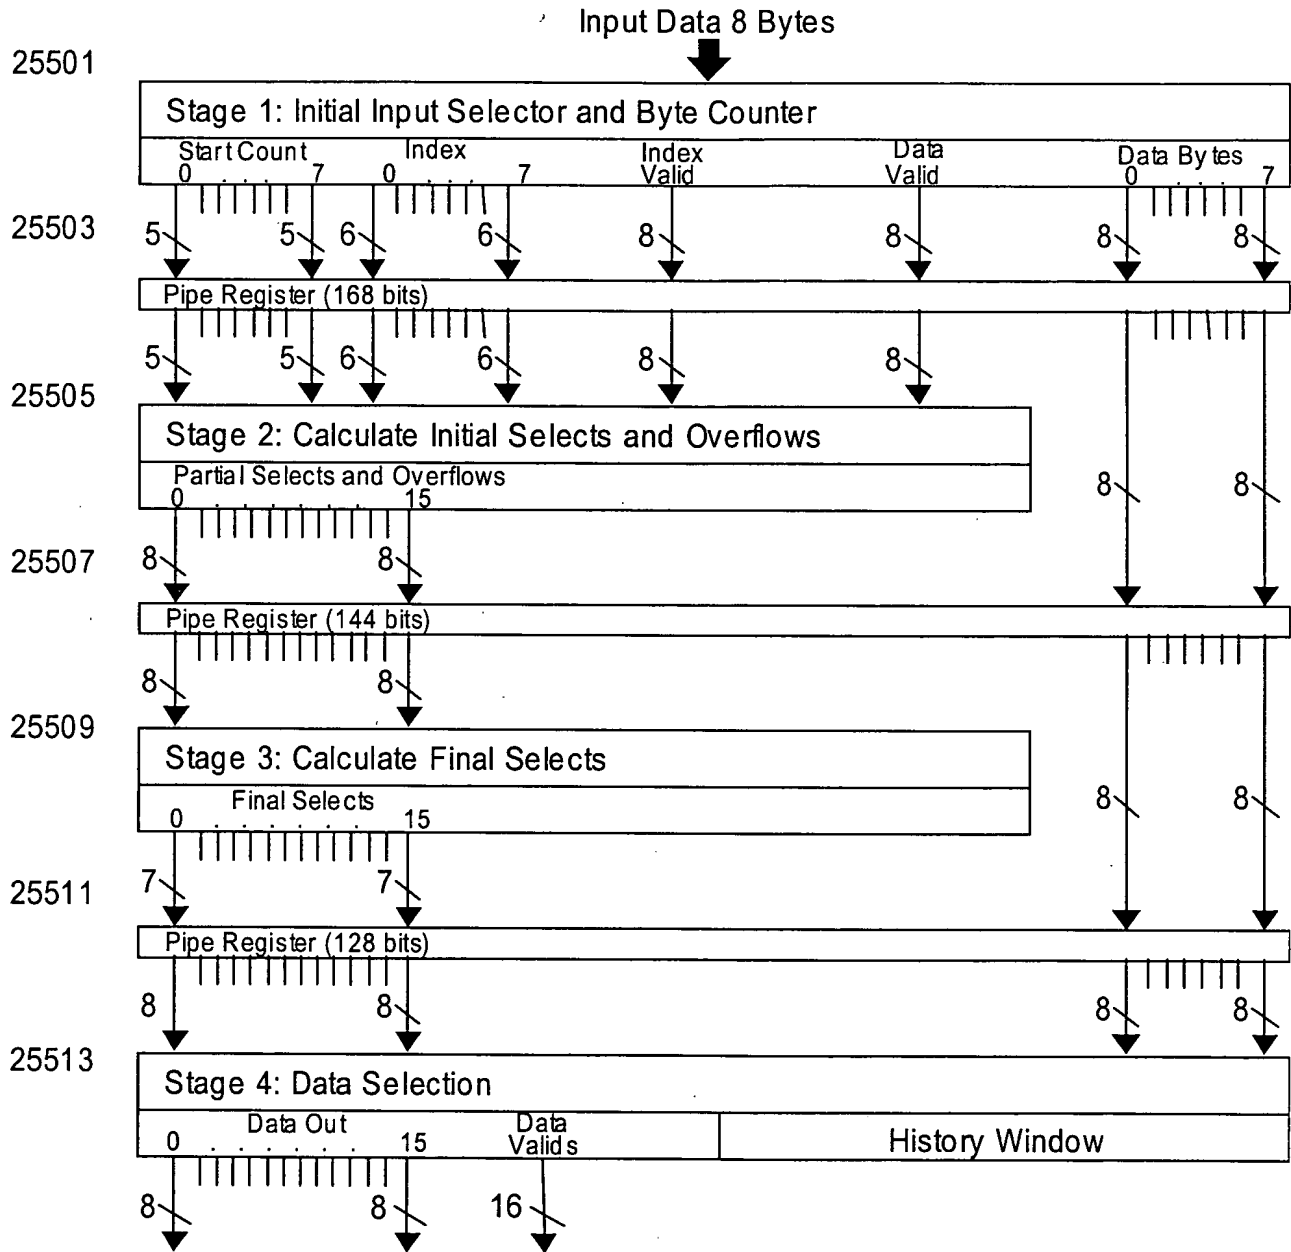 Input Data 8 Bytes
25501
Stage 1: Initial Input Selector and Byte Counter
Start Count Index Index Valid Data Valid Data Bytes
0 . . . 7 0 . . . 7 0 . . . 7
25503
5 5 6 6 8 8 8 8
Pipe Register (168 bits)
5 5 6 6 8 8
25505
Stage 2: Calculate Initial Selects and Overflows
Partial Selects and Overflows
0 . . . . . . . 15
8 8
25507
8 8
Pipe Register (144 bits)
8 8
25509
Stage 3: Calculate Final Selects
Final Selects
0 . . . . . . . 15
8 8
25511
7 7
Pipe Register (128 bits)
8 8 8 8
25513
Stage 4: Data Selection
Data Out Data Valids History Window
0 . . . . . . . 15
8 8 16